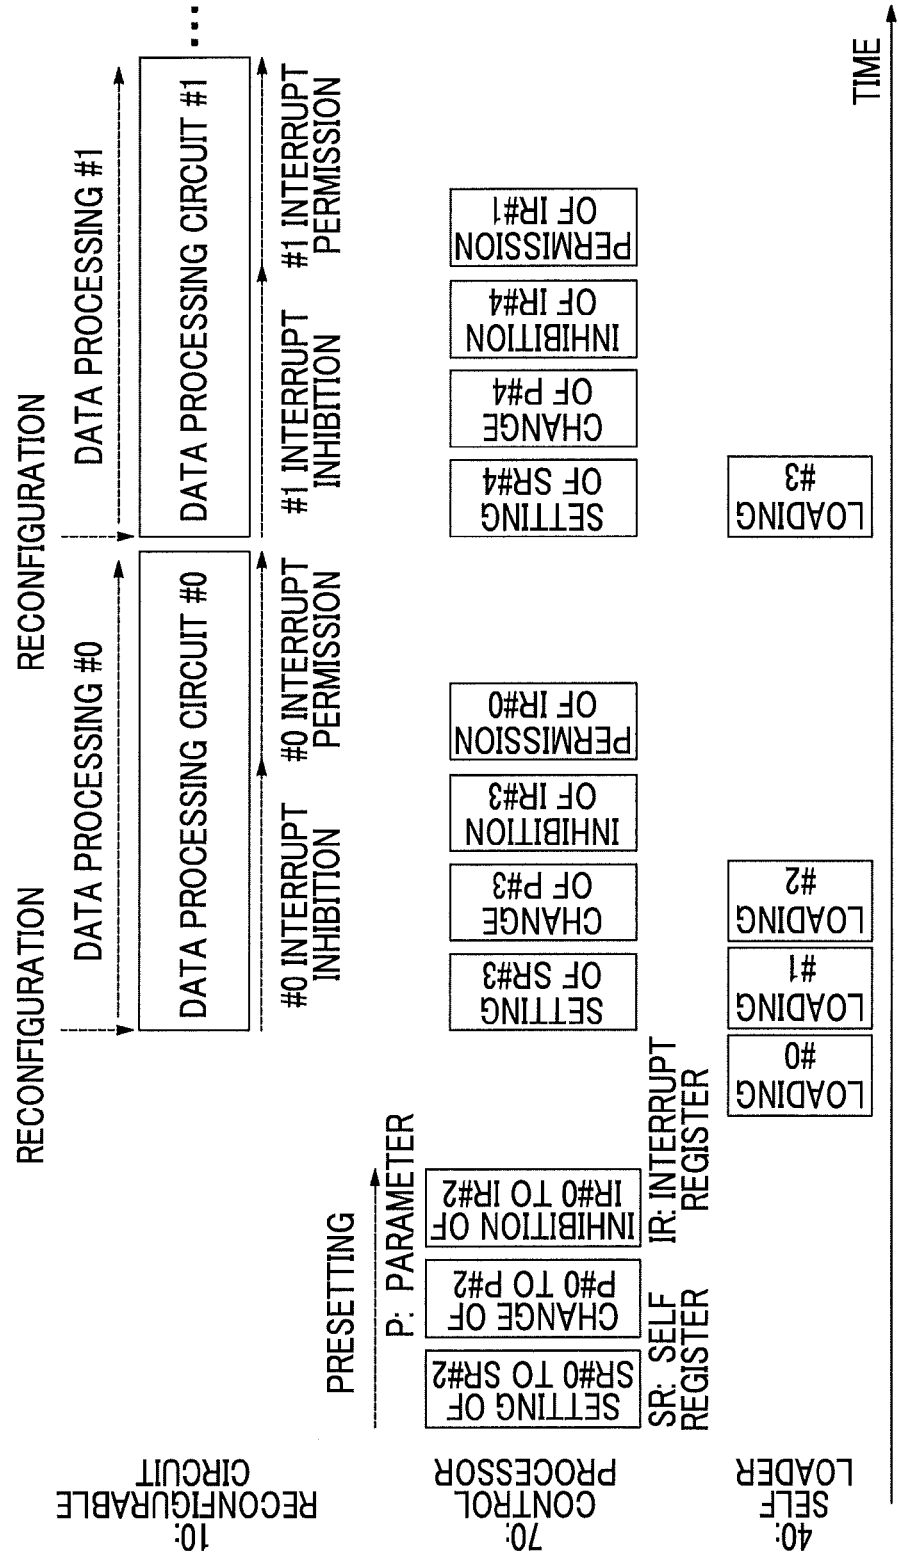 10:
RECONFIGURABLE
CIRCUIT
RECONFIGURATION
DATA PROCESSING #0
DATA PROCESSING CIRCUIT #0
#0 INTERRUPT
INHIBITION
#0 INTERRUPT
PERMISSION
RECONFIGURATION
DATA PROCESSING #1
DATA PROCESSING CIRCUIT #1
#1 INTERRUPT
INHIBITION
#1 INTERRUPT
PERMISSION
...
70:
CONTROL
PROCESSOR
PRESETTING
P: PARAMETER
SETTING OF
SR#0 TO SR#2
CHANGE OF
P#0 TO P#2
INHIBITION OF
IR#0 TO IR#2
SR: SELF
REGISTER
IR: INTERRUPT
REGISTER
SETTING
OF SR#3
CHANGE
OF P#3
INHIBITION
OF IR#3
PERMISSION
OF IR#0
SETTING
OF SR#4
CHANGE
OF P#4
INHIBITION
OF IR#4
PERMISSION
OF IR#1
40:
SELF
LOADER
LOADING
#0
LOADING
#1
LOADING
#2
LOADING
#3
TIME